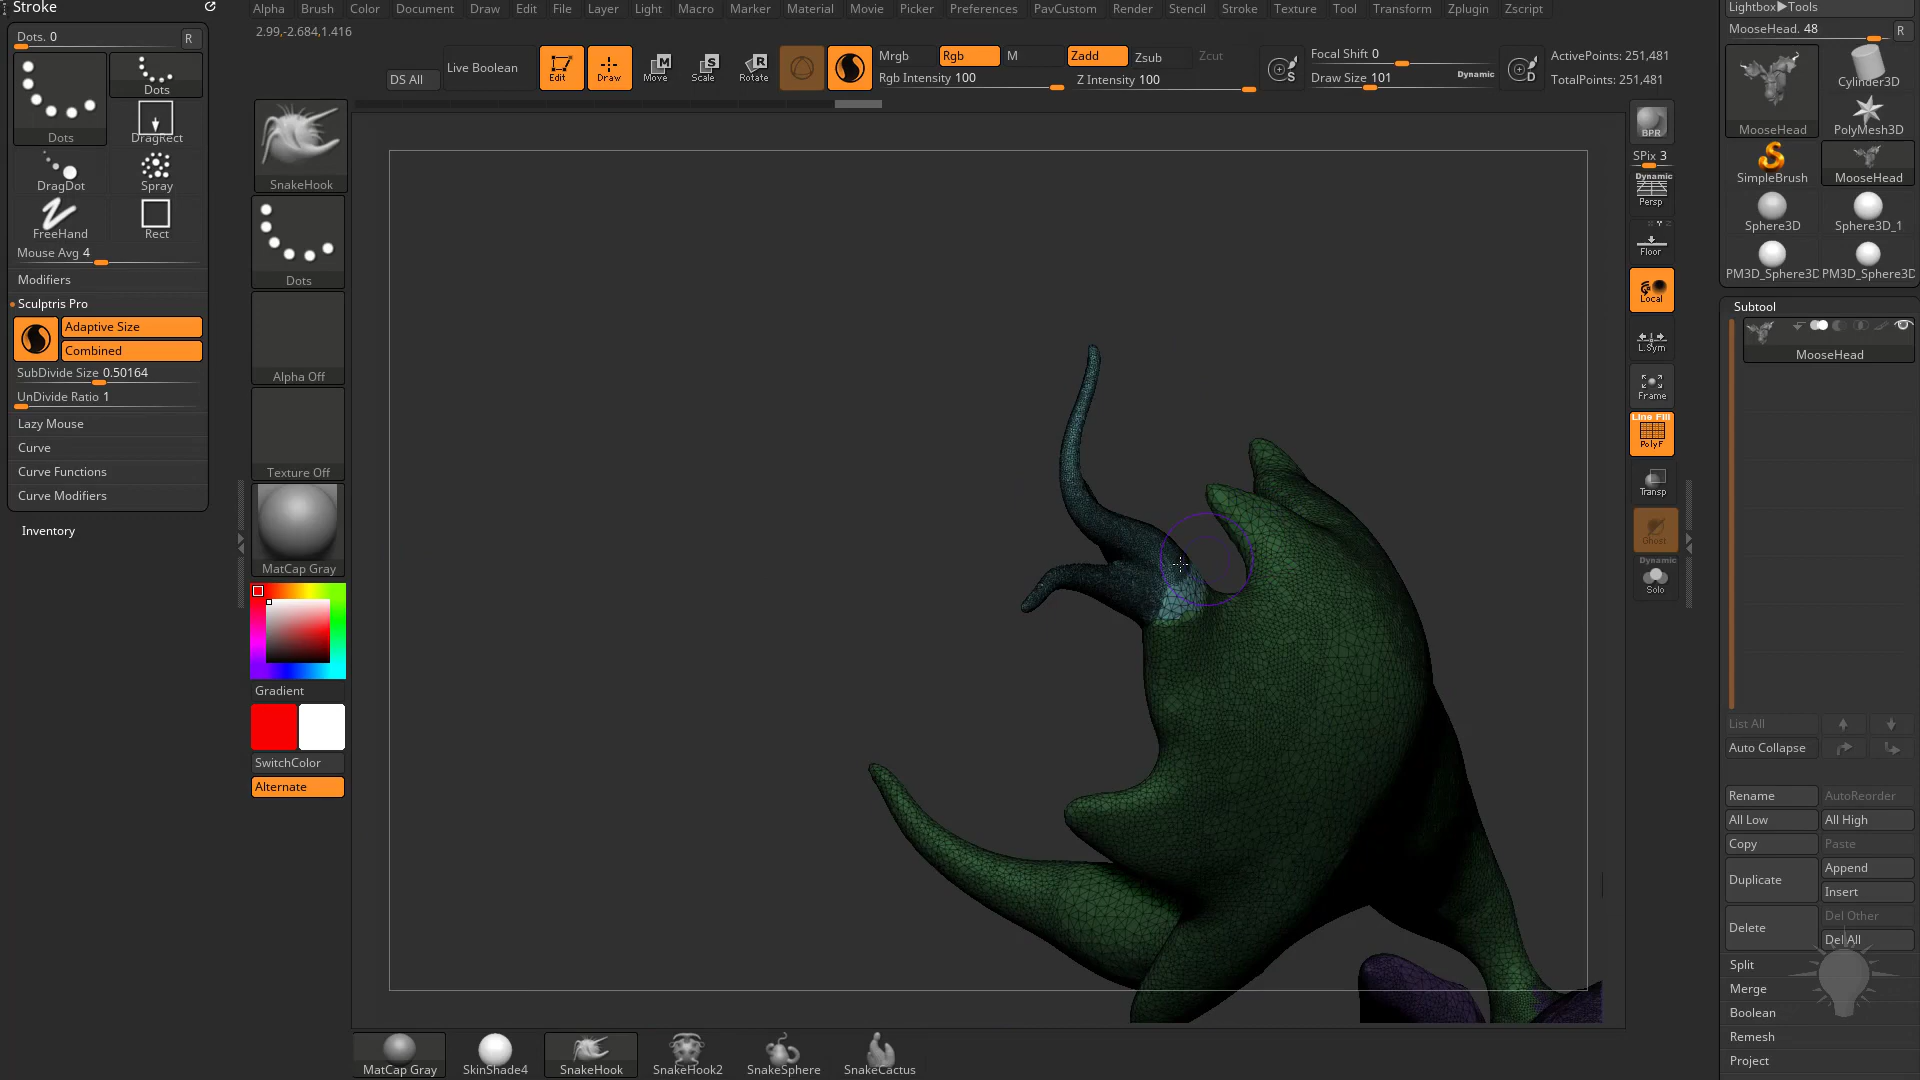 Stroke
Alpha Brush Color Document Draw Edit File Layer Light Macro Marker Material Movie Picker Preferences PavCustom Render Stencil Stroke Texture Tool Transform Zplugin Zscript
2.99,-2.684,1.416
Dots. 0
R
Dots
Dots
DragRect
DragDot
Spray
FreeHand
Rect
Mouse Avg 4
Modifiers
Sculptris Pro
Adaptive Size
Combined
SubDivide Size 0.50164
UnDivide Ratio 1
Lazy Mouse
Curve
Curve Functions
Curve Modifiers
Inventory
DS All
Live Boolean
Edit
Draw
Move
Scale
Rotate
Mrgb
Rgb
M
Rgb Intensity 100
Zadd
Zsub
Zcut
Z Intensity 100
Focal Shift 0
Draw Size 101
Dynamic
ActivePoints: 251,481
TotalPoints: 251,481
SnakeHook
Dots
Alpha Off
Texture Off
MatCap Gray
Gradient
SwitchColor
Alternate
BPR
SPix 3
Dynamic
Persp
Floor
Local
L.Sym
Frame
Line Fill
PolyF
Transp
Ghost
Dynamic
Solo
Lightbox▶Tools
MooseHead. 48
R
MooseHead
Cylinder3D
PolyMesh3D
SimpleBrush
MooseHead
Sphere3D
Sphere3D_1
PM3D_Sphere3D
PM3D_Sphere3D
Subtool
MooseHead
List All
Auto Collapse
Rename
AutoReorder
All Low
All High
Copy
Paste
Duplicate
Append
Insert
Delete
Del Other
Del All
Split
Merge
Boolean
Remesh
Project
MatCap Gray
SkinShade4
SnakeHook
SnakeHook2
SnakeSphere
SnakeCactus